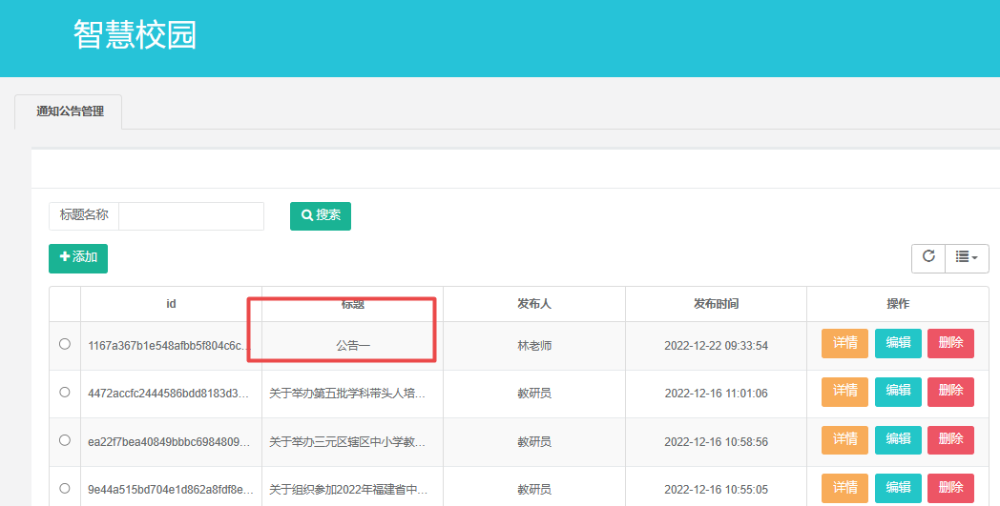 智慧校园
通知公告管理
标题名称 搜索
添加
id 标题 发布人 发布时间 操作
1167a367b1e548afbb5f804c6c... 公告一 林老师 2022-12-22 09:33:54 详情 编辑 删除
4472accfc2444586bdd8183d3... 关于举办第五批学科带头人培... 教研员 2022-12-16 11:01:06 详情 编辑 删除
ea22f7bea40849bbbc6984809... 关于举办三元区辖区中小学教... 教研员 2022-12-16 10:58:56 详情 编辑 删除
9e44a515bd704e1d862a8fdf8e... 关于组织参加2022年福建省中... 教研员 2022-12-16 10:55:05 详情 编辑 删除